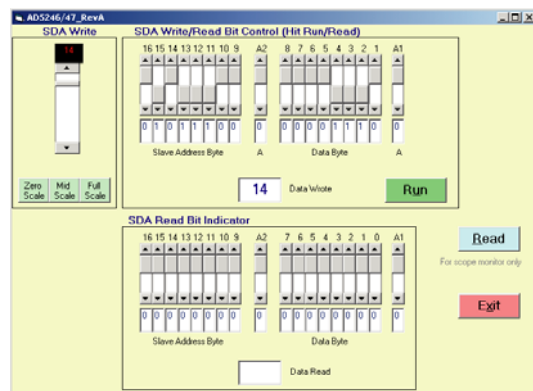 AD5246/47_RevA
SDA Write
SDA Write/Read Bit Control (Hit Run/Read)
14
16 15 14 13 12 11 10 9 A2 8 7 6 5 4 3 2 1 A1
0 1 0 1 1 1 0 0 0 0 0 0 0 1 1 1 0 0
Slave Address Byte A Data Byte A
Zero Scale
Mid Scale
Full Scale
14 Data Wrote Run
SDA Read Bit Indicator
16 15 14 13 12 11 10 9 A2 7 6 5 4 3 2 1 0 A1
0 0 0 0 0 0 0 0 0 0 0 0 0 0 0 0 0 0
Slave Address Byte Data Byte
Data Read
Read
For scope monitor only
Exit